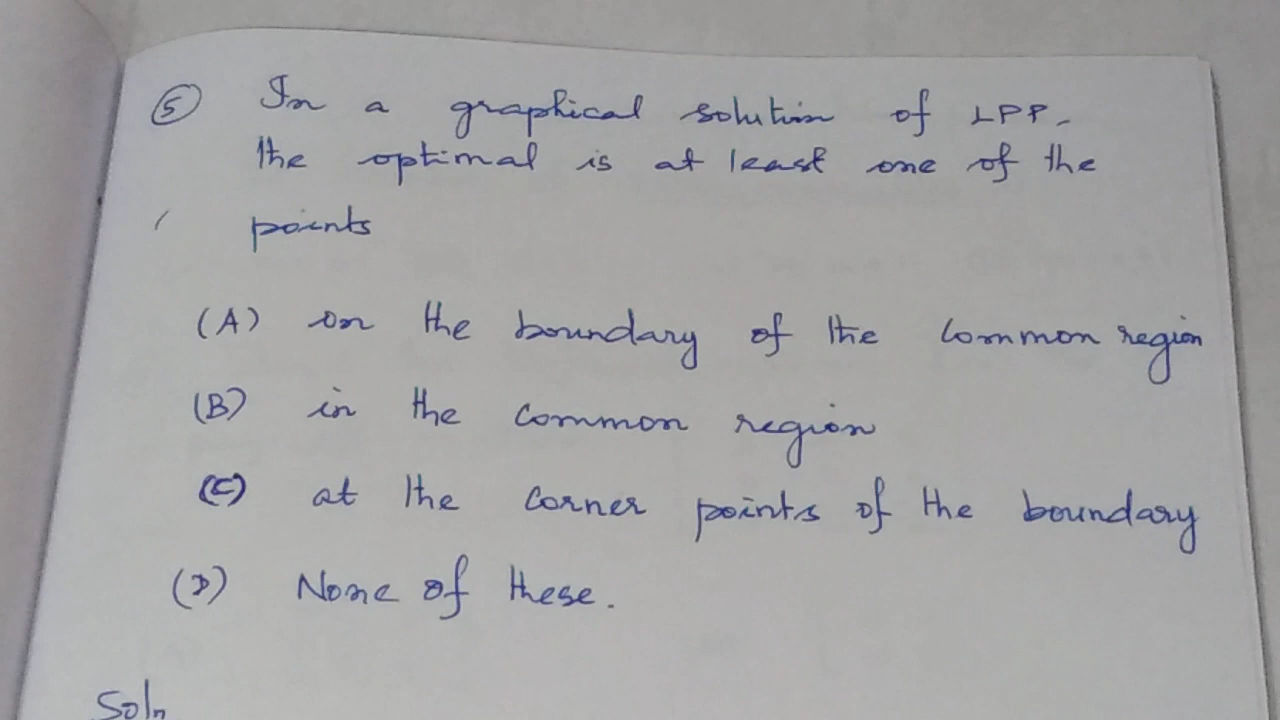 ⑤ In a graphical solution of LPP.
the optimal is at least one of the
points
(A) on the boundary of the common region
(B) in the common region
(C) at the corner points of the boundary
(D) None of these.
Soln